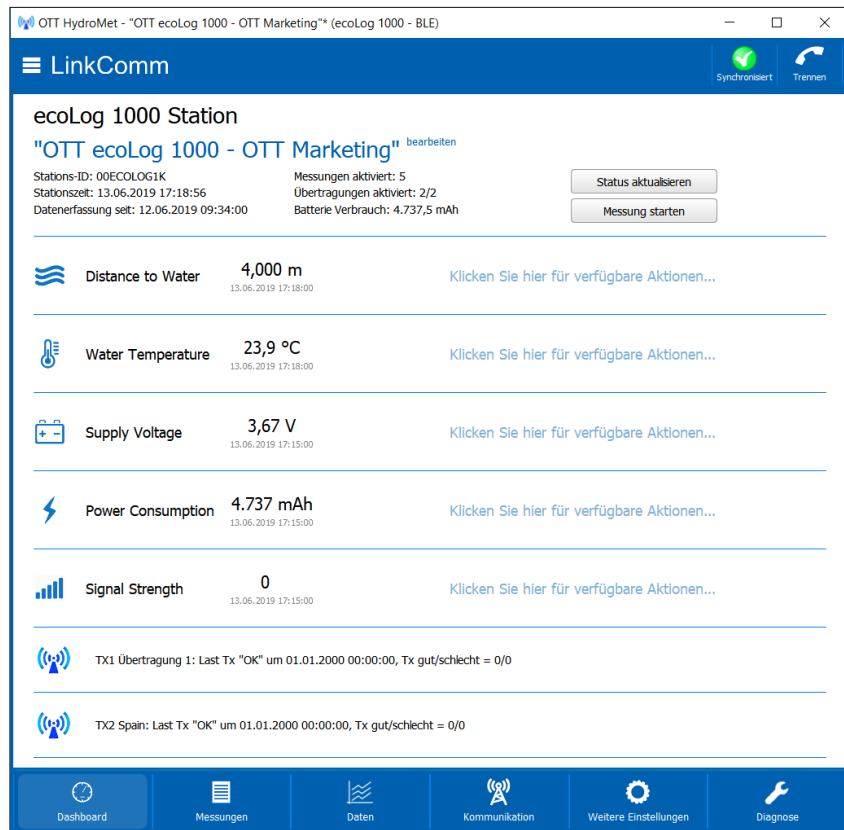 OTT HydroMet - "OTT ecoLog 1000 - OTT Marketing"* (ecoLog 1000 - BLE)
LinkComm
Synchronisiert
Trennen
ecoLog 1000 Station
"OTT ecoLog 1000 - OTT Marketing" bearbeiten
Stations-ID: 00ECOLOG1K
Messungen aktiviert: 5
Status aktualisieren
Stationszeit: 13.06.2019 17:18:56
Übertragungen aktiviert: 2/2
Datenerfassung seit: 12.06.2019 09:34:00
Batterie Verbrauch: 4.737,5 mAh
Messung starten
Distance to Water
4,000 m
13.06.2019 17:18:00
Klicken Sie hier für verfügbare Aktionen...
Water Temperature
23,9 °C
13.06.2019 17:18:00
Klicken Sie hier für verfügbare Aktionen...
Supply Voltage
3,67 V
13.06.2019 17:15:00
Klicken Sie hier für verfügbare Aktionen...
Power Consumption
4.737 mAh
13.06.2019 17:15:00
Klicken Sie hier für verfügbare Aktionen...
Signal Strength
0
13.06.2019 17:15:00
Klicken Sie hier für verfügbare Aktionen...
TX1 Übertragung 1: Last Tx "OK" um 01.01.2000 00:00:00, Tx gut/schlecht = 0/0
TX2 Spain: Last Tx "OK" um 01.01.2000 00:00:00, Tx gut/schlecht = 0/0
Dashboard
Messungen
Daten
Kommunikation
Weitere Einstellungen
Diagnose